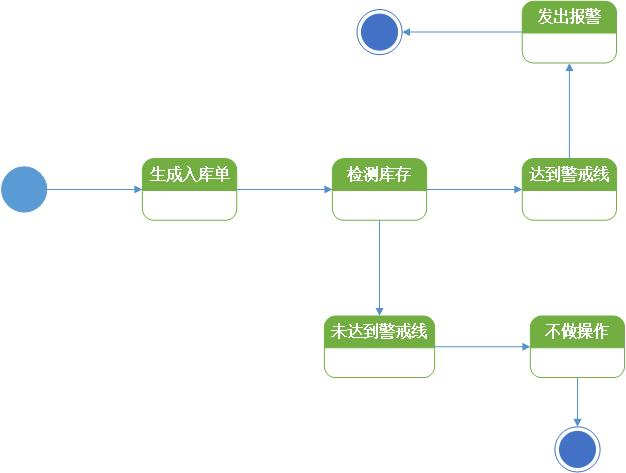 发出报警
生成入库单
检测库存
达到警戒线
未达到警戒线
不做操作